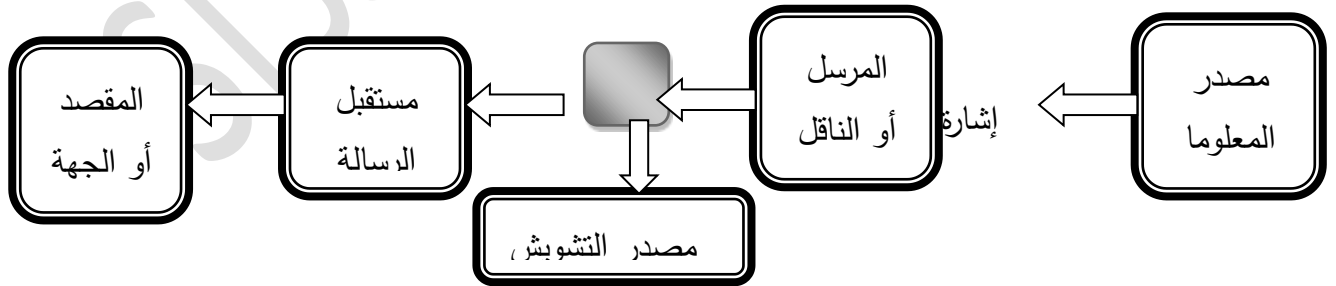 مصدر
المعلوما
إشارة
المرسل
أو الناقل
مستقبل
الرسالة
المقصد
أو الجهة
مصدر التشويش